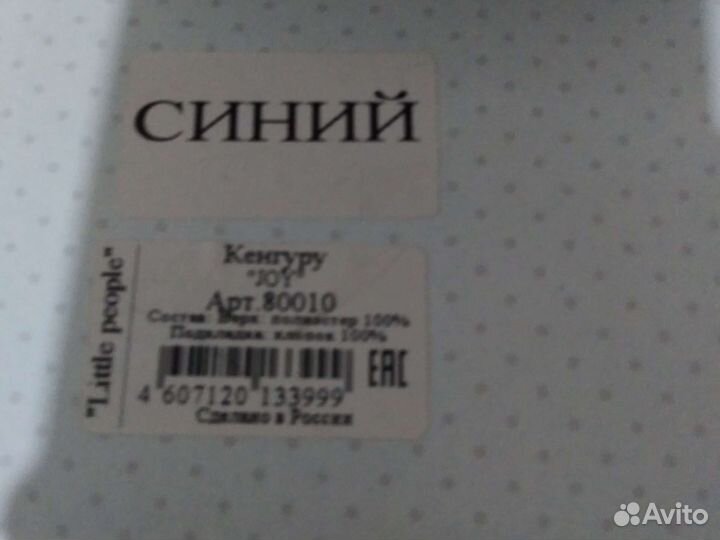 СИНИЙ
"Little people"
Кенгуру
"JOY"
Арт.80010
Состав: Верх: полиэстер 100%
Подкладка: хлопок 100%
EAC
4 607120 133999
Сделано в России
Avito